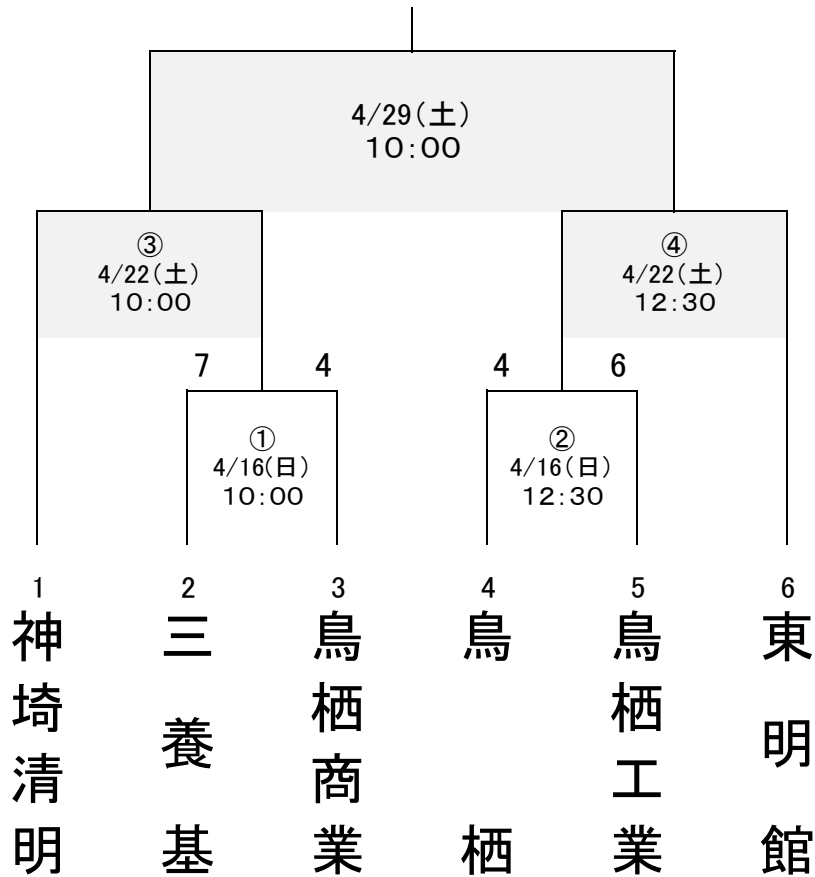 4/29(土)
10:00
③
4/22(土)
10:00
④
4/22(土)
12:30
7
4
4
6
①
4/16(日)
10:00
②
4/16(日)
12:30
1
神埼清明
2
三養基
3
鳥栖商業
4
鳥栖
5
鳥栖工業
6
東明館